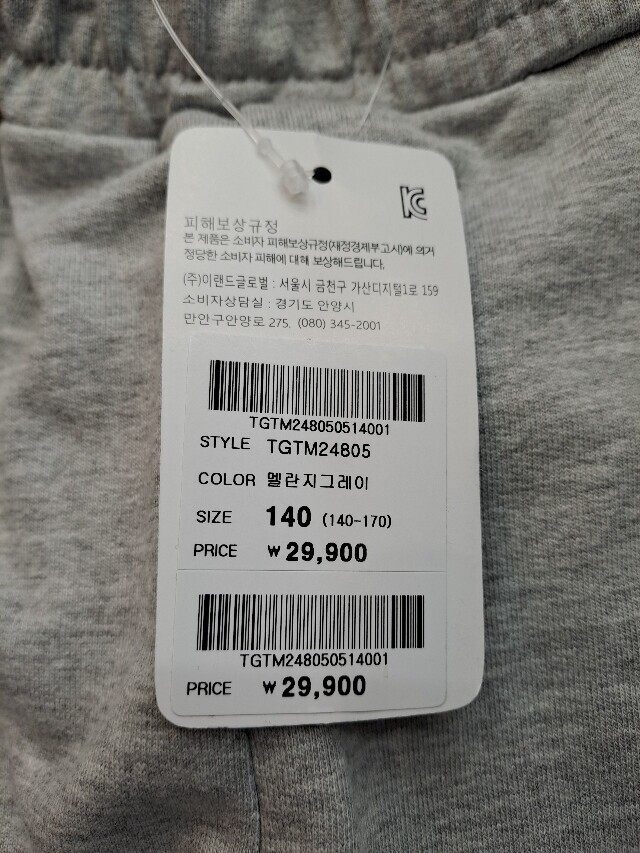 피해보상규정
본 제품은 소비자 피해보상규정(재정경제부고시)에 의거
정당한 소비자 피해에 대해 보상해드립니다.
(주)이랜드글로벌 : 서울시 금천구 가산디지털1로 159
소비자상담실 : 경기도 안양시
만안구안양로 275. (080) 345-2001
TGTM248050514001
STYLE TGTM24805
COLOR 멜란지그레이
SIZE 140 (140-170)
PRICE ₩29,900
TGTM248050514001
PRICE ₩29,900